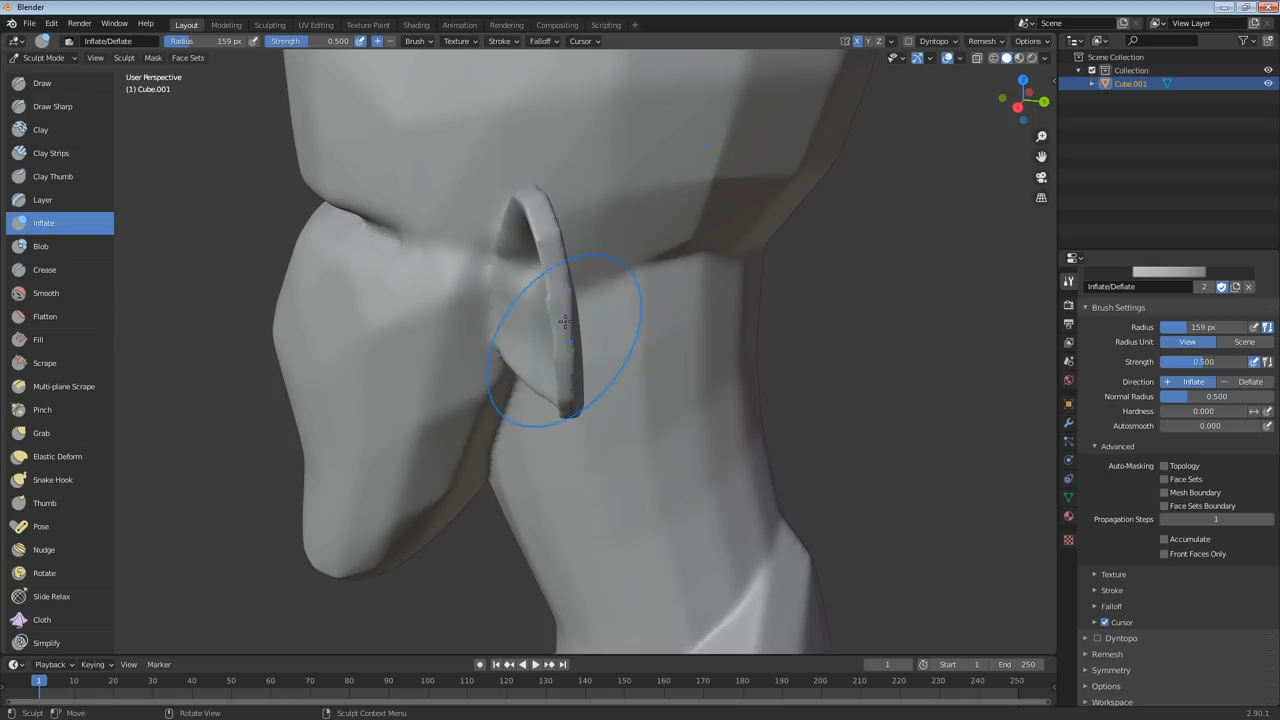 Blender
File Edit Render Window Help Layout Modeling Sculpting UV Editing Texture Paint Shading Animation Rendering Compositing Scripting + Scene View Layer
Inflate/Deflate Radius 159 px Strength 0.500 + − Brush Texture Stroke Falloff Cursor X Y Z Dyntopo Remesh Options
Sculpt Mode View Sculpt Mask Face Sets
User Perspective
(1) Cube.001
Draw
Draw Sharp
Clay
Clay Strips
Clay Thumb
Layer
Inflate
Blob
Crease
Smooth
Flatten
Fill
Scrape
Multi-plane Scrape
Pinch
Grab
Elastic Deform
Snake Hook
Thumb
Pose
Nudge
Rotate
Slide Relax
Cloth
Simplify
Z
Y
X
Scene Collection
Collection
Cube.001
Inflate/Deflate 2
Brush Settings
Radius 159 px
Radius Unit View Scene
Strength 0.500
Direction + Inflate − Deflate
Normal Radius 0.500
Hardness 0.000
Autosmooth 0.000
Advanced
Auto-Masking Topology
Face Sets
Mesh Boundary
Face Sets Boundary
Propagation Steps 1
Accumulate
Front Faces Only
Texture
Stroke
Falloff
Cursor
Dyntopo
Remesh
Symmetry
Options
Workspace
Playback Keying View Marker 1 Start 1 End 250
1 10 20 30 40 50 60 70 80 90 100 110 120 130 140 150 160 170 180 190 200 210 220 230 240 250
Sculpt Move Rotate View Sculpt Context Menu 2.90.1